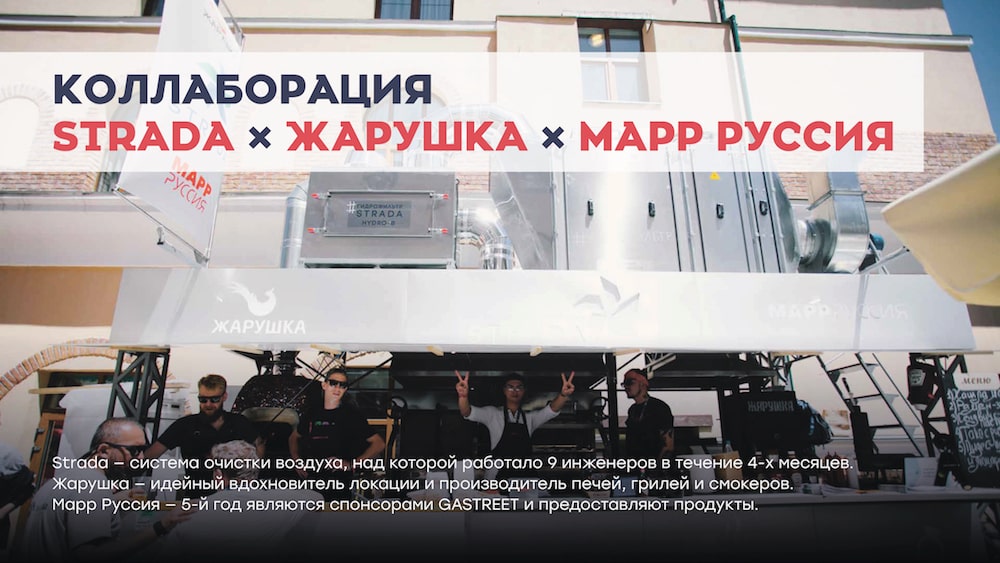 КОЛЛАБОРАЦИЯ
STRADA × ЖАРУШКА × МАРР РУССИЯ
МАРР
РУССИЯ
ГИДРОФИЛЬТР
STRADA
HYDRO-B
ЖАРУШКА
МАРР РУССИЯ
ЖАРУШКА
МЕНЮ
Strada – система очистки воздуха, над которой работало 9 инженеров в течение 4-х месяцев.
Жарушка – идейный вдохновитель локации и производитель печей, грилей и смокеров.
Марр Руссия – 5-й год являются спонсорами GASTREET и предоставляют продукты.